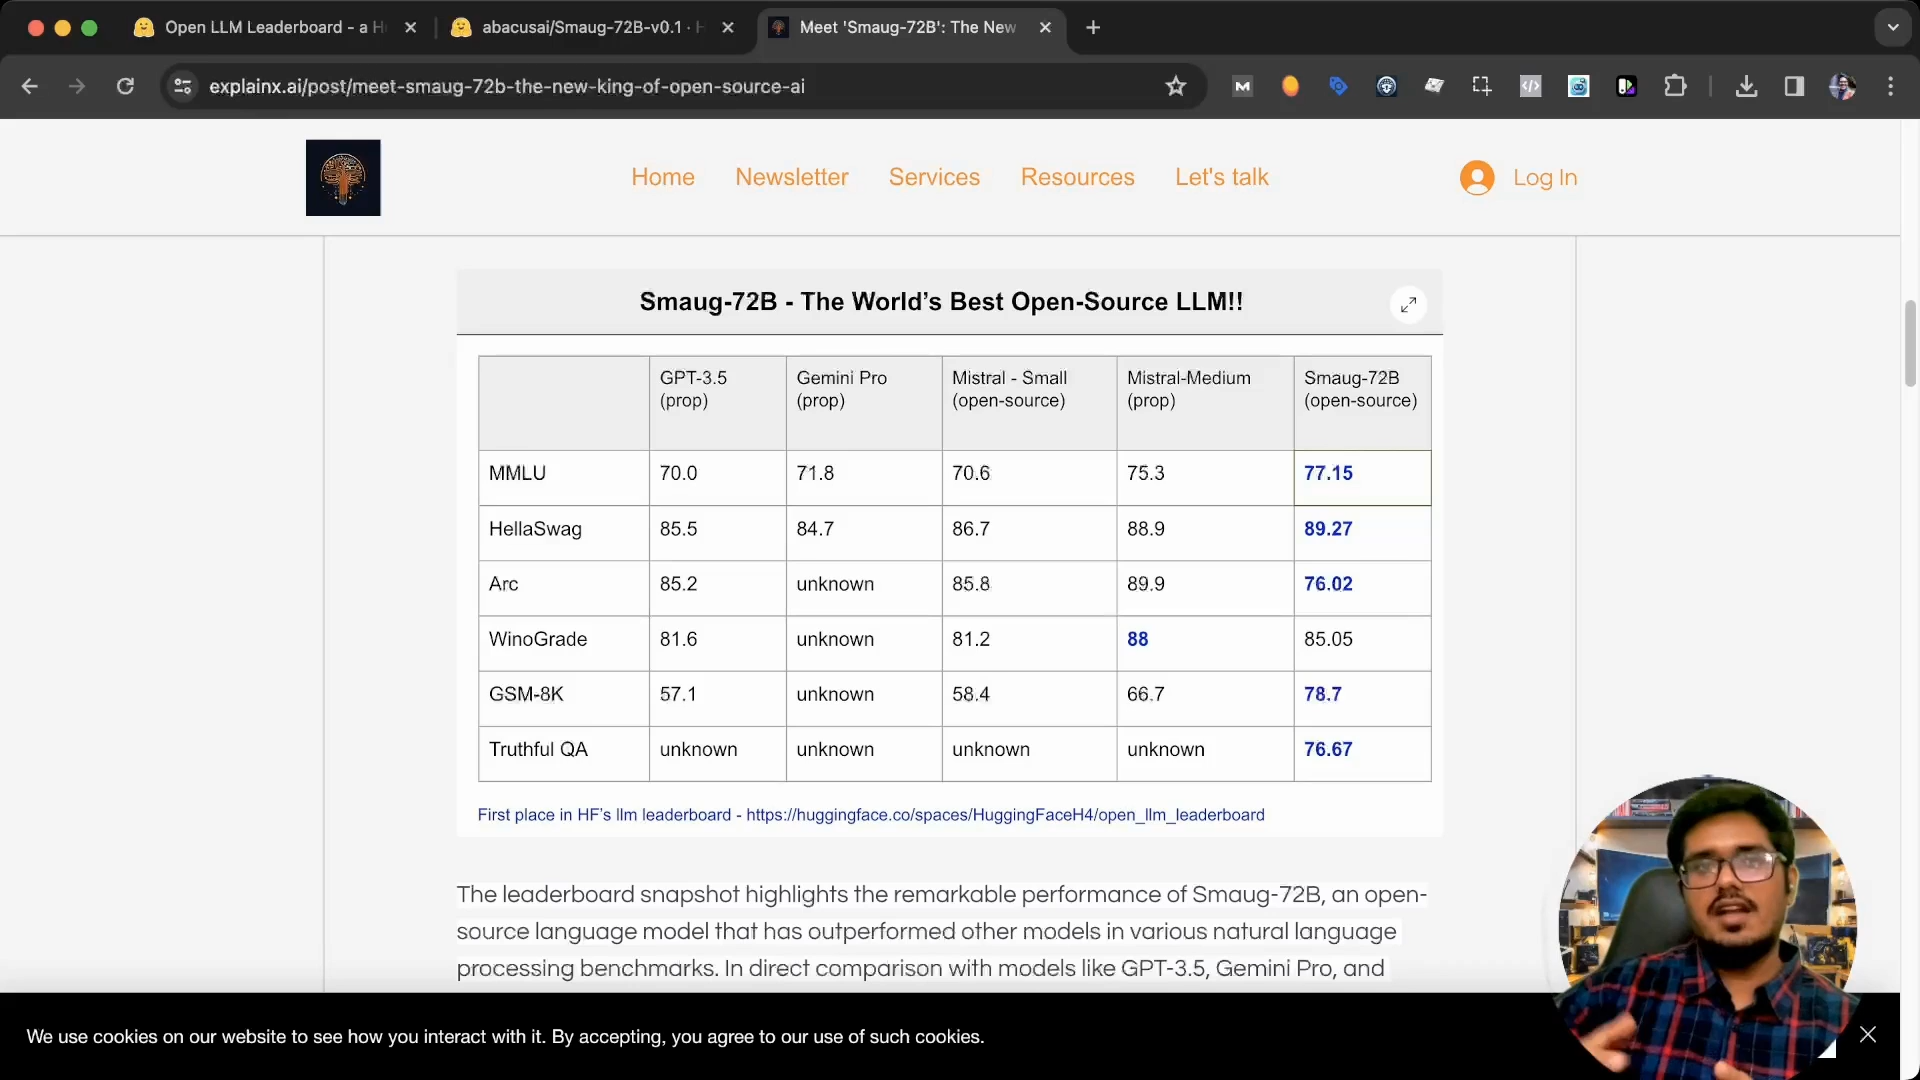 Open LLM Leaderboard - a H
abacusai/Smaug-72B-v0.1 · H
Meet 'Smaug-72B': The New
explainx.ai/post/meet-smaug-72b-the-new-king-of-open-source-ai
Home Newsletter Services Resources Let's talk Log In
Smaug-72B - The World's Best Open-Source LLM!!
GPT-3.5 (prop) Gemini Pro (prop) Mistral - Small (open-source) Mistral-Medium (prop) Smaug-72B (open-source)
MMLU 70.0 71.8 70.6 75.3 77.15
HellaSwag 85.5 84.7 86.7 88.9 89.27
Arc 85.2 unknown 85.8 89.9 76.02
WinoGrade 81.6 unknown 81.2 88 85.05
GSM-8K 57.1 unknown 58.4 66.7 78.7
Truthful QA unknown unknown unknown unknown 76.67
First place in HF's llm leaderboard - https://huggingface.co/spaces/HuggingFaceH4/open_llm_leaderboard
The leaderboard snapshot highlights the remarkable performance of Smaug-72B, an open-
source language model that has outperformed other models in various natural language
processing benchmarks. In direct comparison with models like GPT-3.5, Gemini Pro, and
We use cookies on our website to see how you interact with it. By accepting, you agree to our use of such cookies.